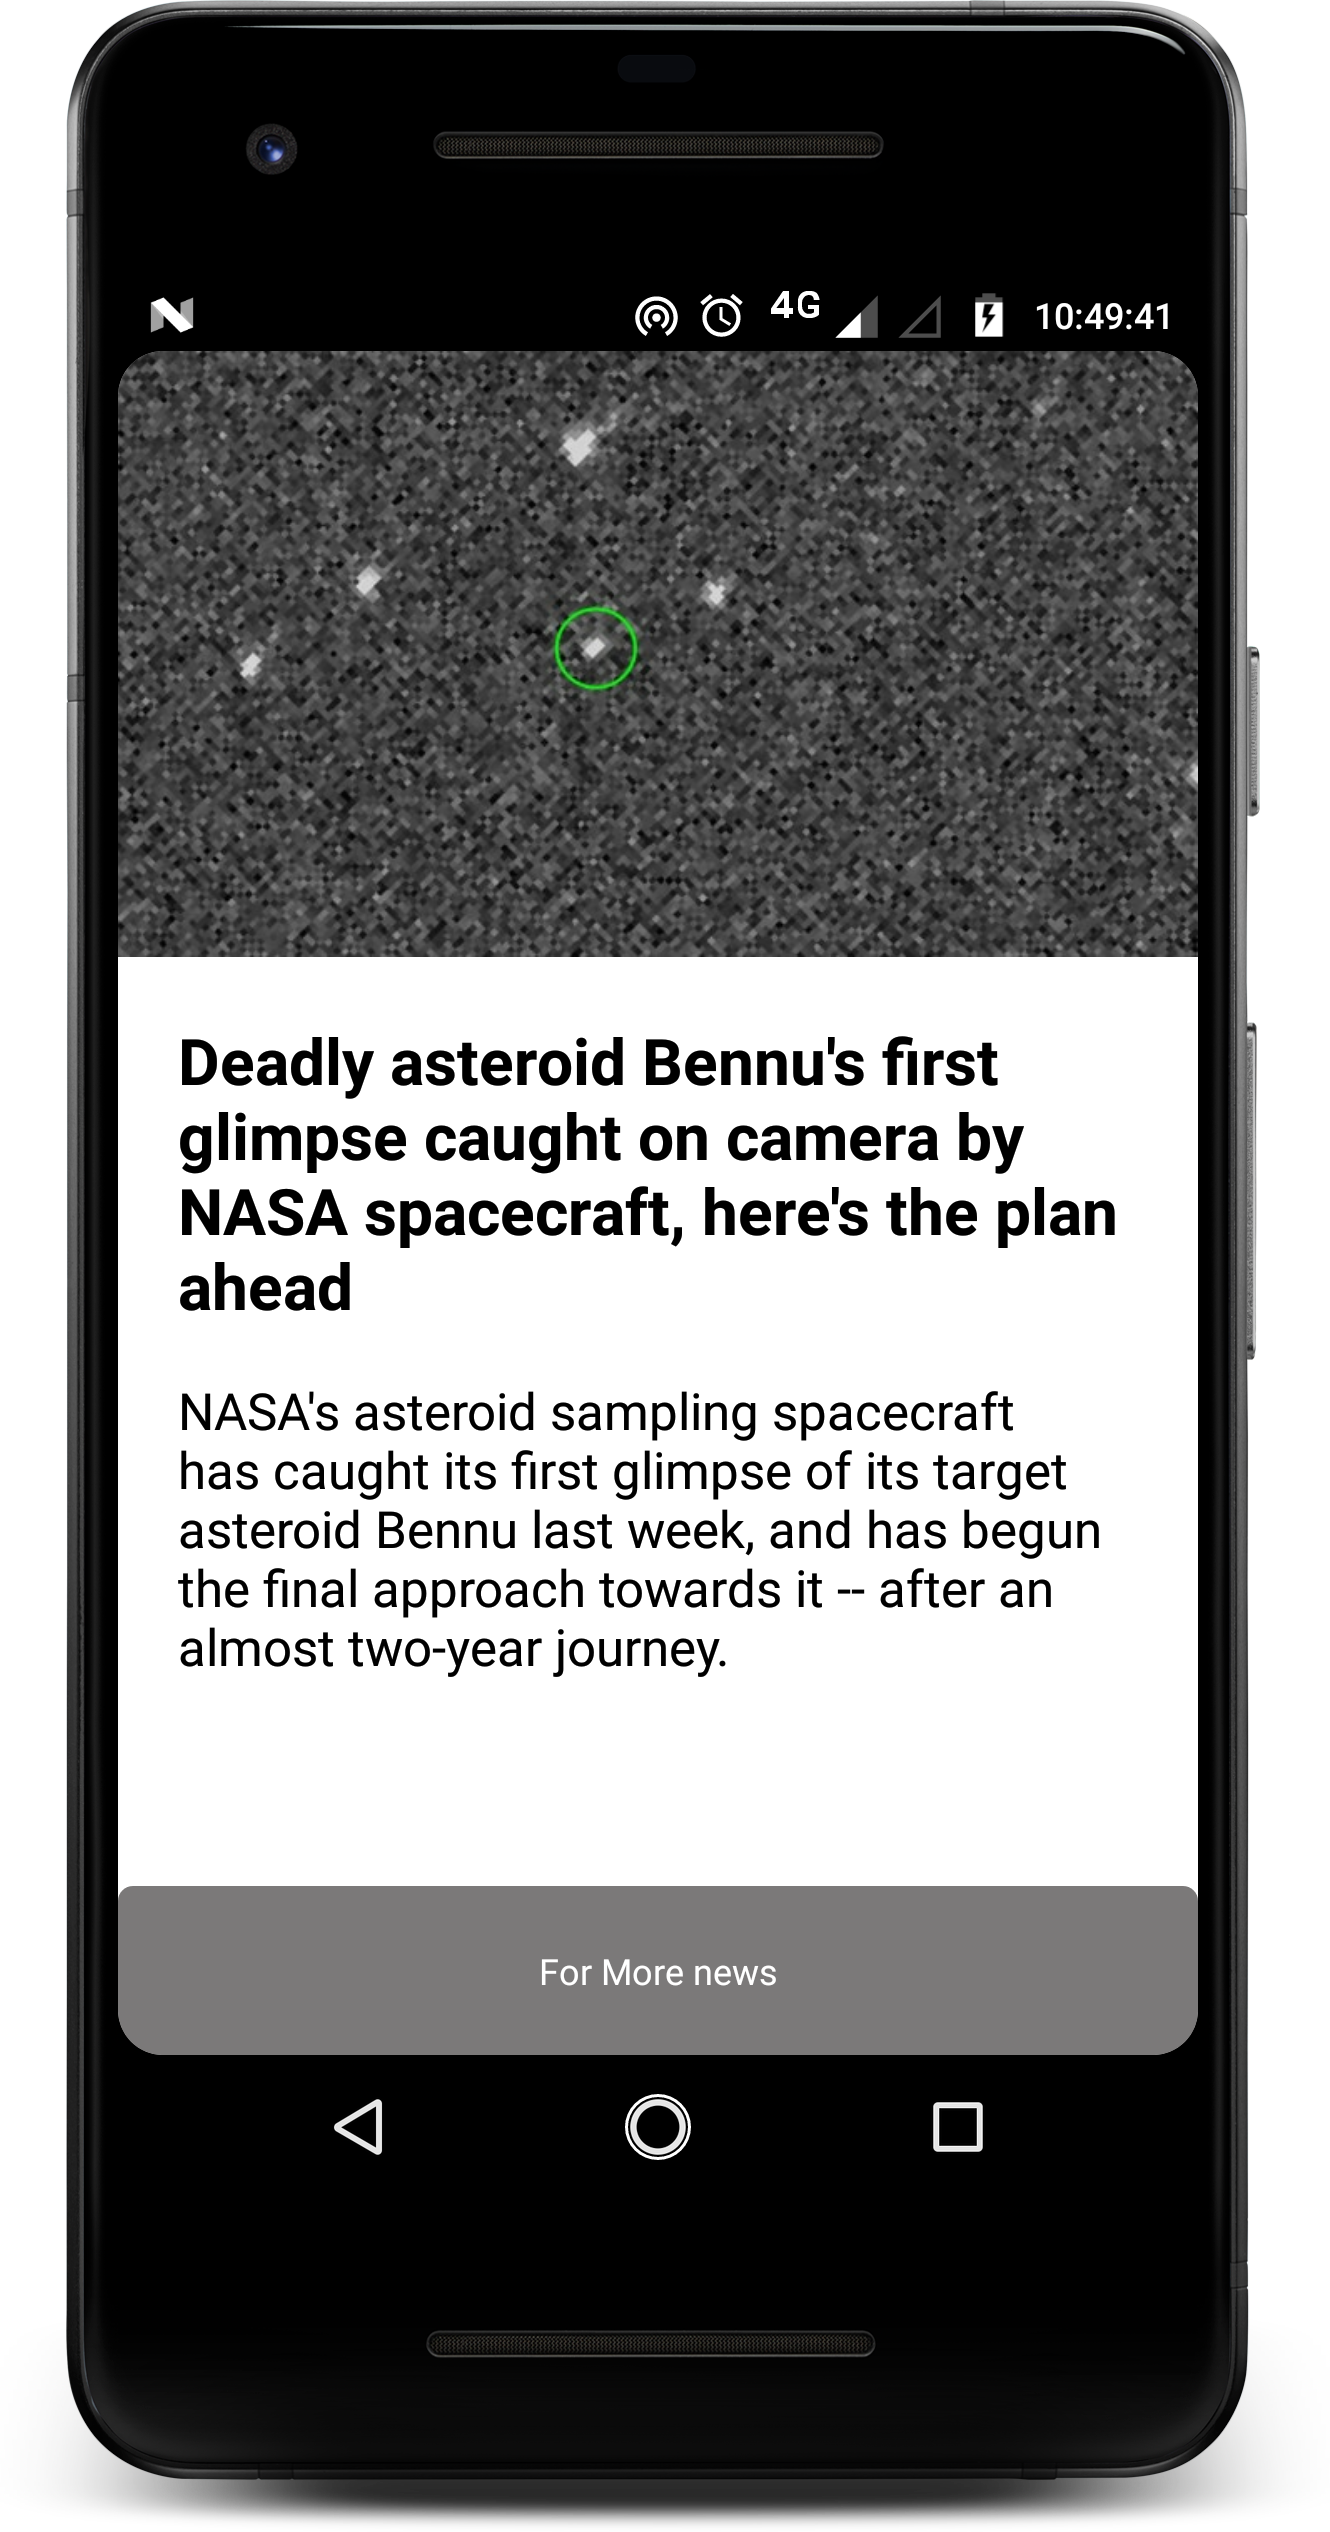 4G 10:49:41
Deadly asteroid Bennu's first
glimpse caught on camera by
NASA spacecraft, here's the plan
ahead
NASA's asteroid sampling spacecraft
has caught its first glimpse of its target
asteroid Bennu last week, and has begun
the final approach towards it -- after an
almost two-year journey.
For More news